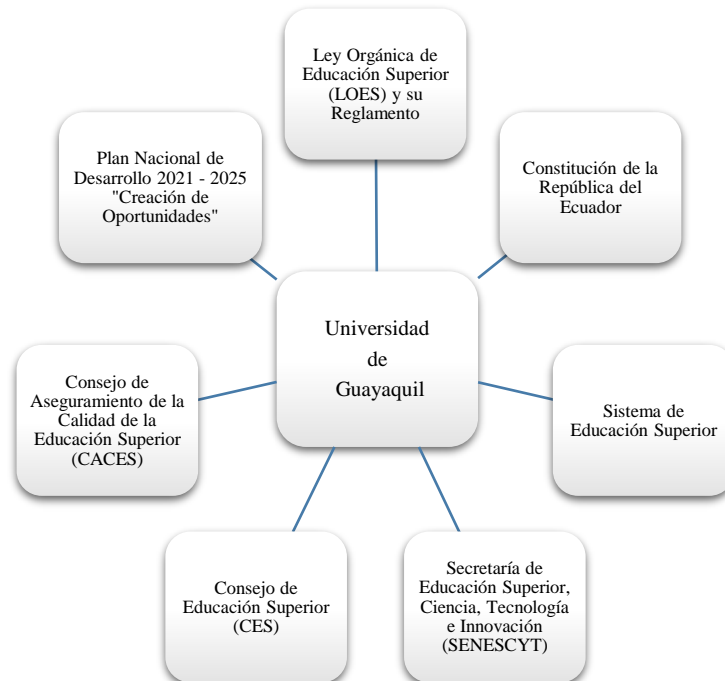 Ley Orgánica de
Educación Superior
(LOES) y su
Reglamento
Plan Nacional de
Desarrollo 2021 - 2025
"Creación de
Oportunidades"
Constitución de la
República del
Ecuador
Universidad
de
Guayaquil
Consejo de
Aseguramiento de la
Calidad de la
Educación Superior
(CACES)
Sistema de
Educación Superior
Consejo de
Educación Superior
(CES)
Secretaría de
Educación Superior,
Ciencia, Tecnología
e Innovación
(SENESCYT)